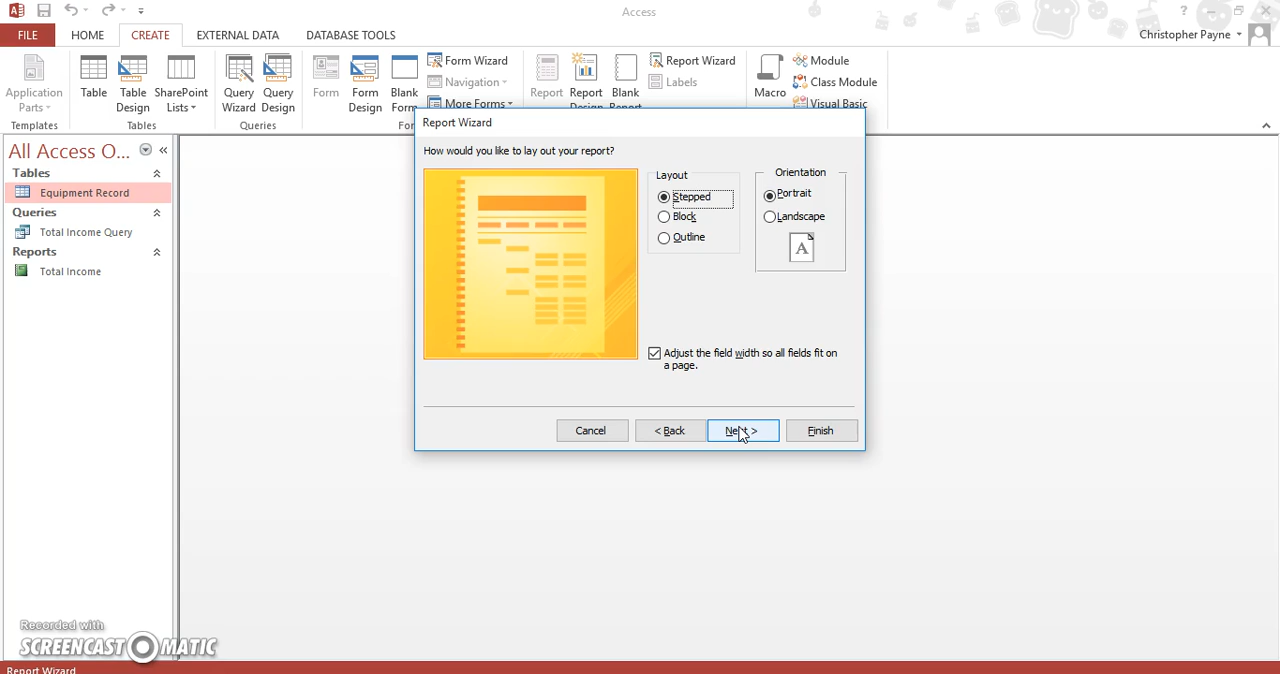 Access
?
Christopher Payne
FILE
HOME
CREATE
EXTERNAL DATA
DATABASE TOOLS
Application
Parts
Table
Table
Design
SharePoint
Lists
Query
Wizard
Query
Design
Form
Form
Design
Blank
Form
Form Wizard
Navigation
More Forms
Report
Report
Design
Blank
Report
Report Wizard
Labels
Macro
Module
Class Module
Visual Basic
Templates
Tables
Queries
Report Wizard
All Access O...
Tables
Equipment Record
Queries
Total Income Query
Reports
Total Income
How would you like to lay out your report?
Layout
Stepped
Block
Outline
Orientation
Portrait
Landscape
A
Adjust the field width so all fields fit on
a page.
Cancel
< Back
Next >
Finish
Recorded with
SCREENCAST O MATIC
Report Wizard